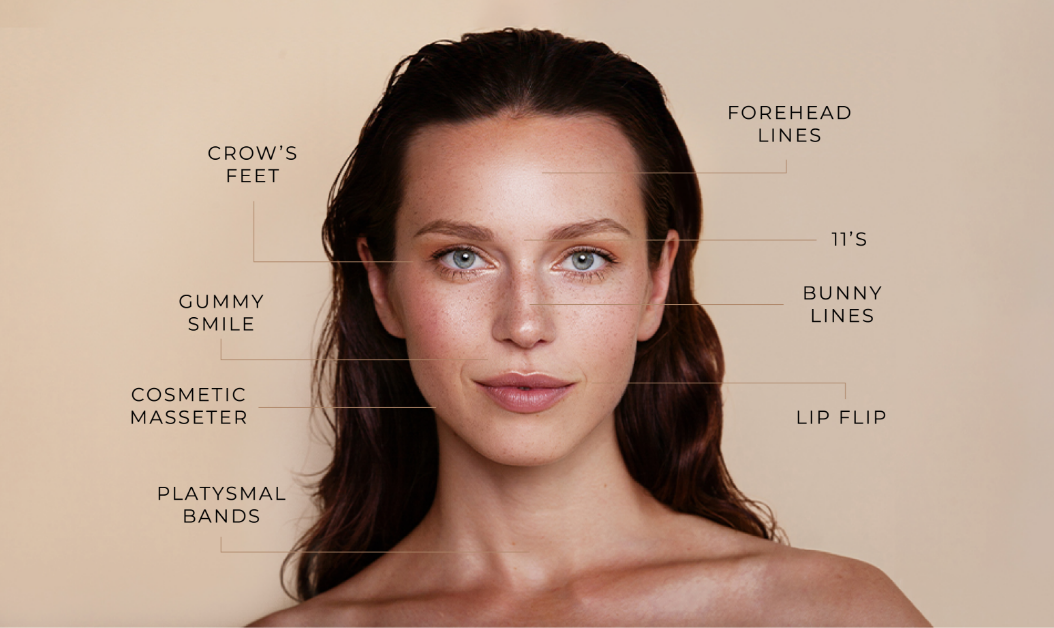 FOREHEAD
LINES
CROW'S
FEET
11'S
BUNNY
LINES
GUMMY
SMILE
COSMETIC
MASSETER
LIP FLIP
PLATYSMAL
BANDS